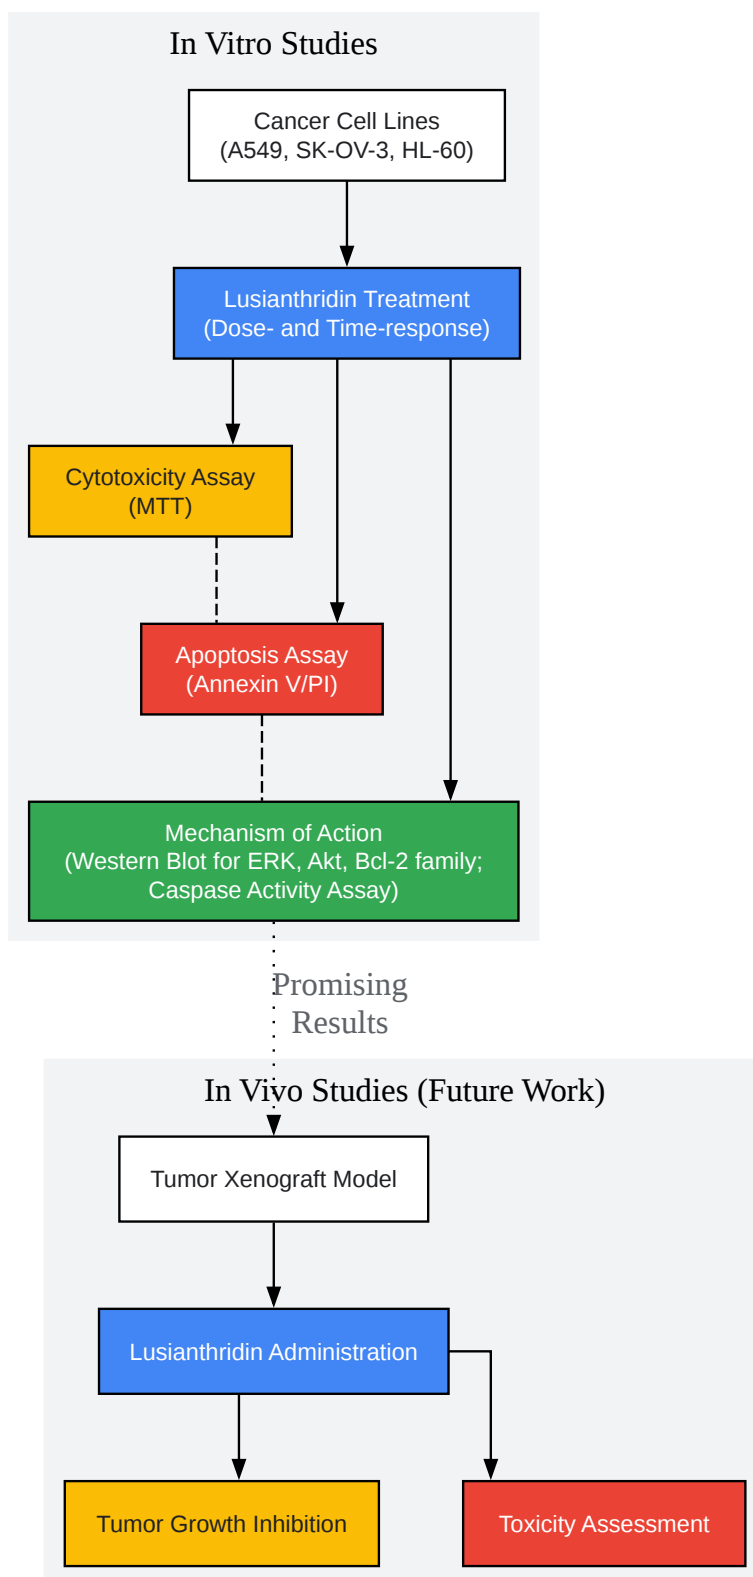 In Vitro Studies
Cancer Cell Lines
(A549, SK-OV-3, HL-60)
Lusianthridin Treatment
(Dose- and Time-response)
Cytotoxicity Assay
(MTT)
Apoptosis Assay
(Annexin V/PI)
Mechanism of Action
(Western Blot for ERK, Akt, Bcl-2 family;
Caspase Activity Assay)
Promising
Results
In Vivo Studies (Future Work)
Tumor Xenograft Model
Lusianthridin Administration
Tumor Growth Inhibition
Toxicity Assessment